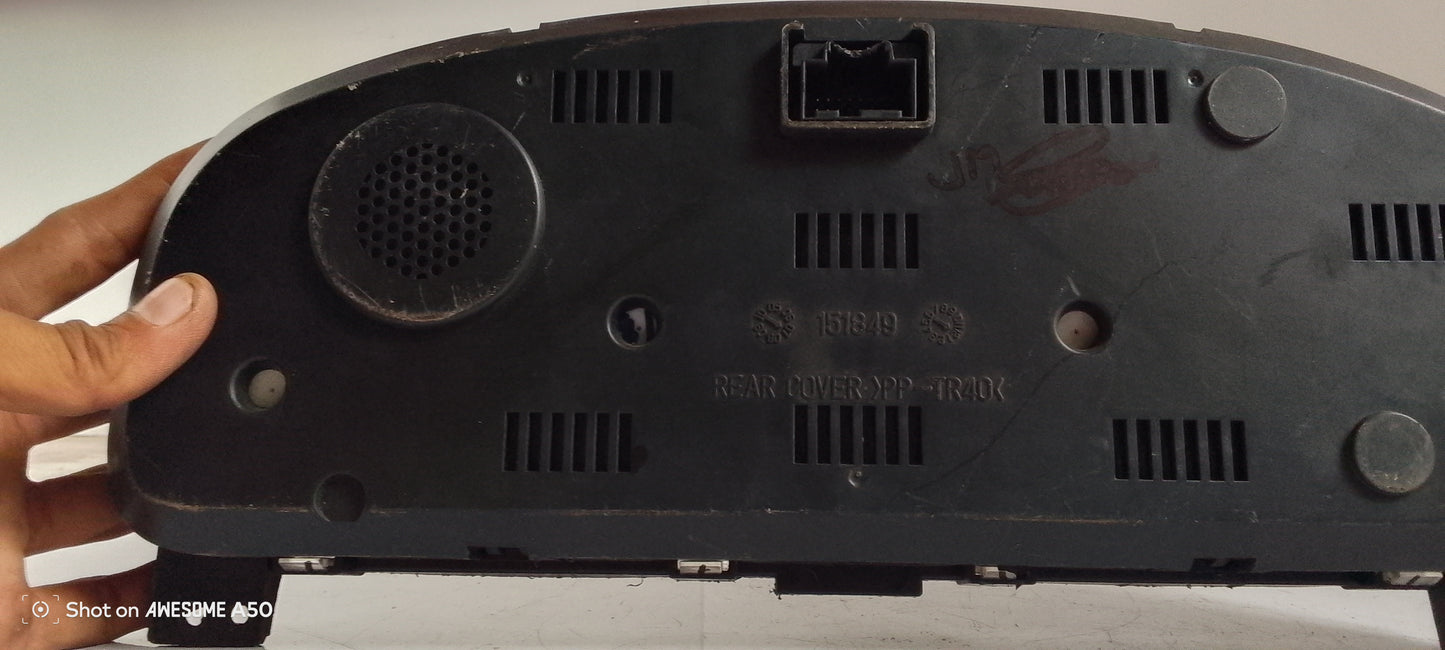 151849
REAR COVER >PP -TR40<
Shot on AWESOME A50